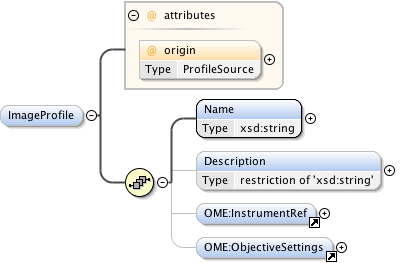 @ attributes
@ origin
Type ProfileSource
ImageProfile
Name
Type xsd:string
Description
Type restriction of 'xsd:string'
OME:InstrumentRef
OME:ObjectiveSettings